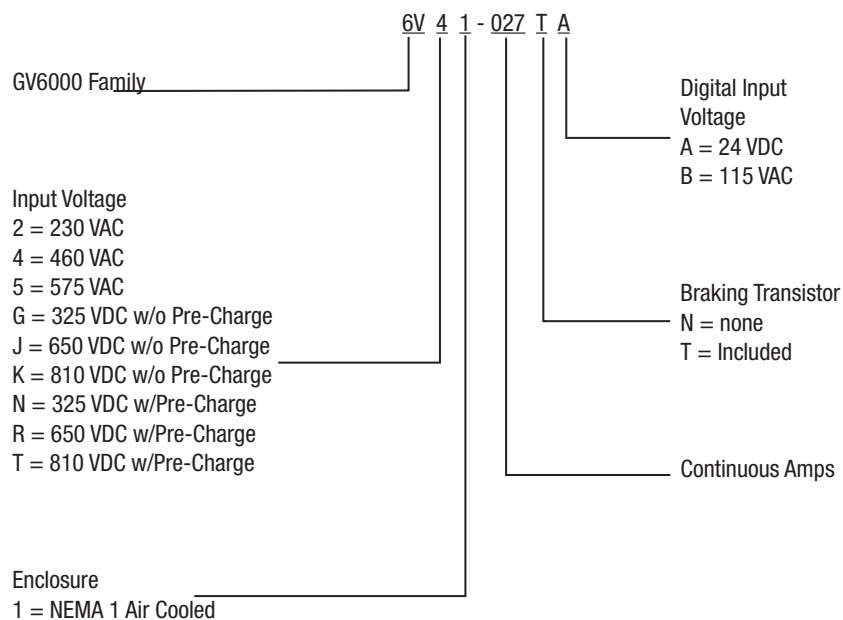 6V 4 1 - 027 T A
GV6000 Family
Input Voltage
2 = 230 VAC
4 = 460 VAC
5 = 575 VAC
G = 325 VDC w/o Pre-Charge
J = 650 VDC w/o Pre-Charge
K = 810 VDC w/o Pre-Charge
N = 325 VDC w/Pre-Charge
R = 650 VDC w/Pre-Charge
T = 810 VDC w/Pre-Charge
Enclosure
1 = NEMA 1 Air Cooled
Digital Input
Voltage
A = 24 VDC
B = 115 VAC
Braking Transistor
N = none
T = Included
Continuous Amps